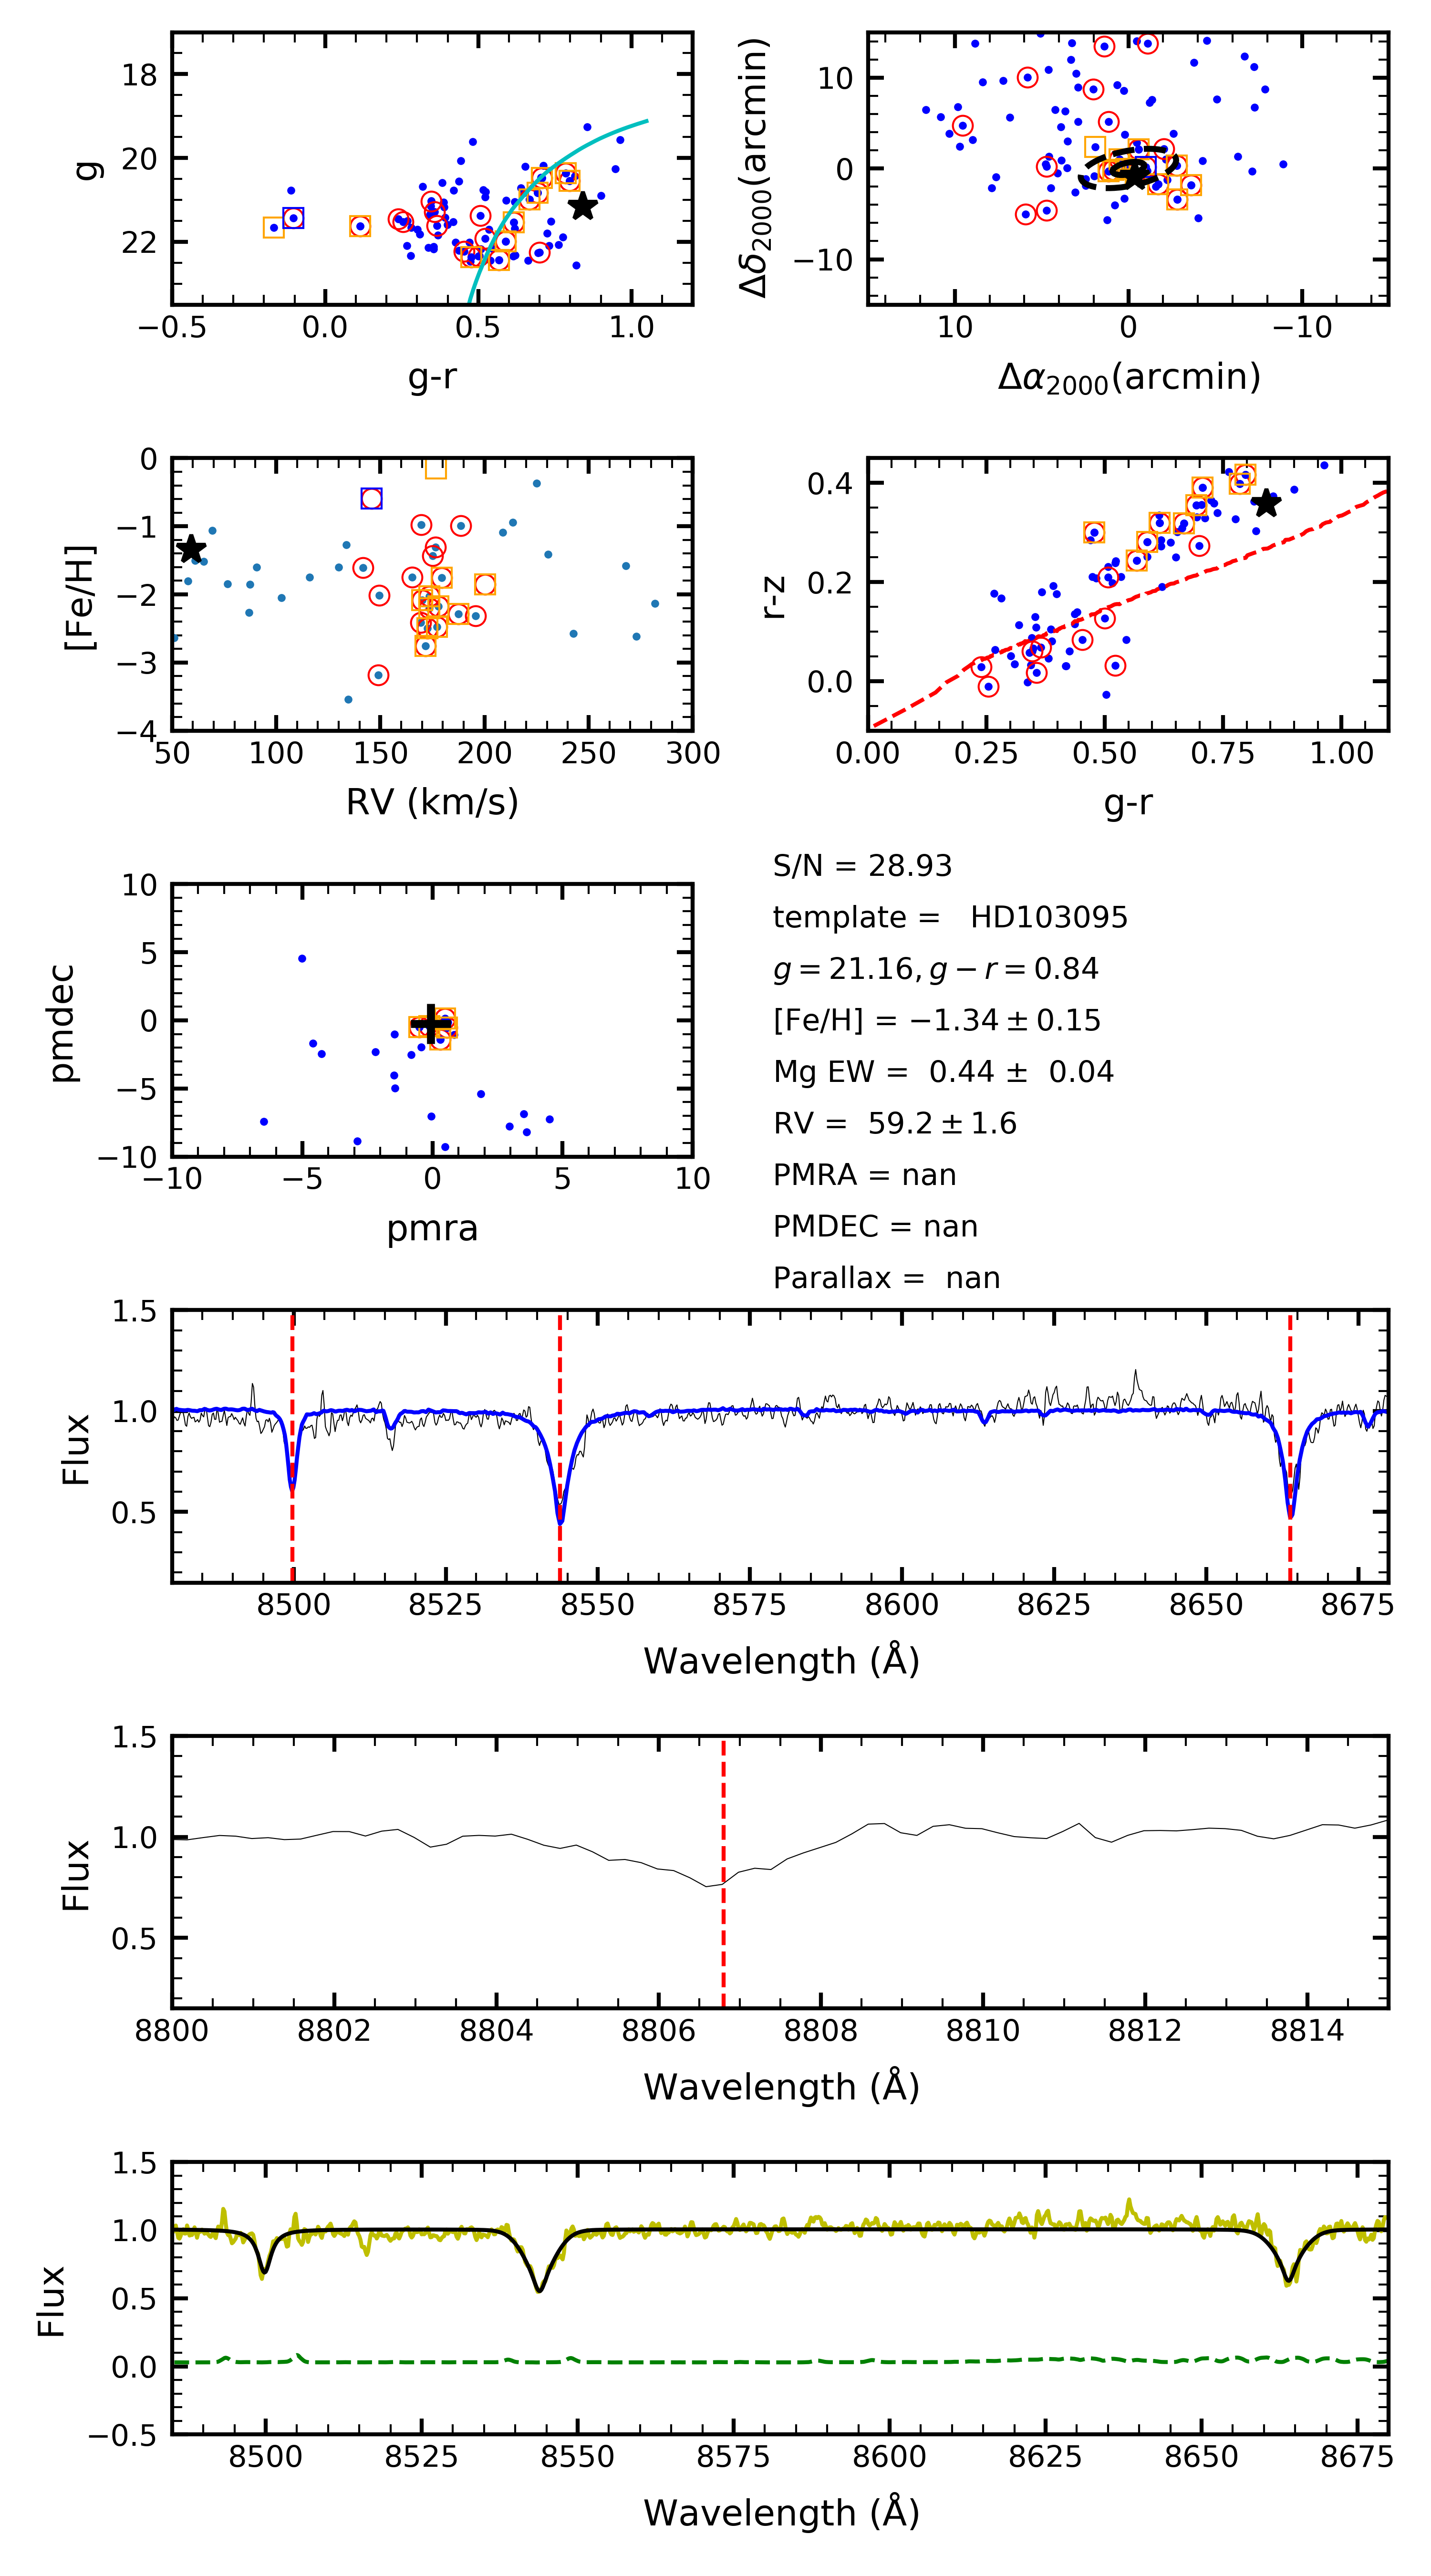 18
20
22
g
−0.5 0.0 0.5 1.0
g-r
10
0
−10
Δδ2000(arcmin)
10 0 −10
Δα2000(arcmin)
0
−1
−2
−3
−4
[Fe/H]
50 100 150 200 250 300
RV (km/s)
0.4
0.2
0.0
r-z
0.00 0.25 0.50 0.75 1.00
g-r
10
5
0
−5
−10
pmdec
−10 −5 0 5 10
pmra
S/N = 28.93
template = HD103095
g = 21.16, g − r = 0.84
[Fe/H] = −1.34 ± 0.15
Mg EW = 0.44 ± 0.04
RV = 59.2 ± 1.6
PMRA = nan
PMDEC = nan
Parallax = nan
1.5
1.0
0.5
Flux
8500 8525 8550 8575 8600 8625 8650 8675
Wavelength (Å)
1.5
1.0
0.5
Flux
8800 8802 8804 8806 8808 8810 8812 8814
Wavelength (Å)
1.5
1.0
0.5
0.0
−0.5
Flux
8500 8525 8550 8575 8600 8625 8650 8675
Wavelength (Å)